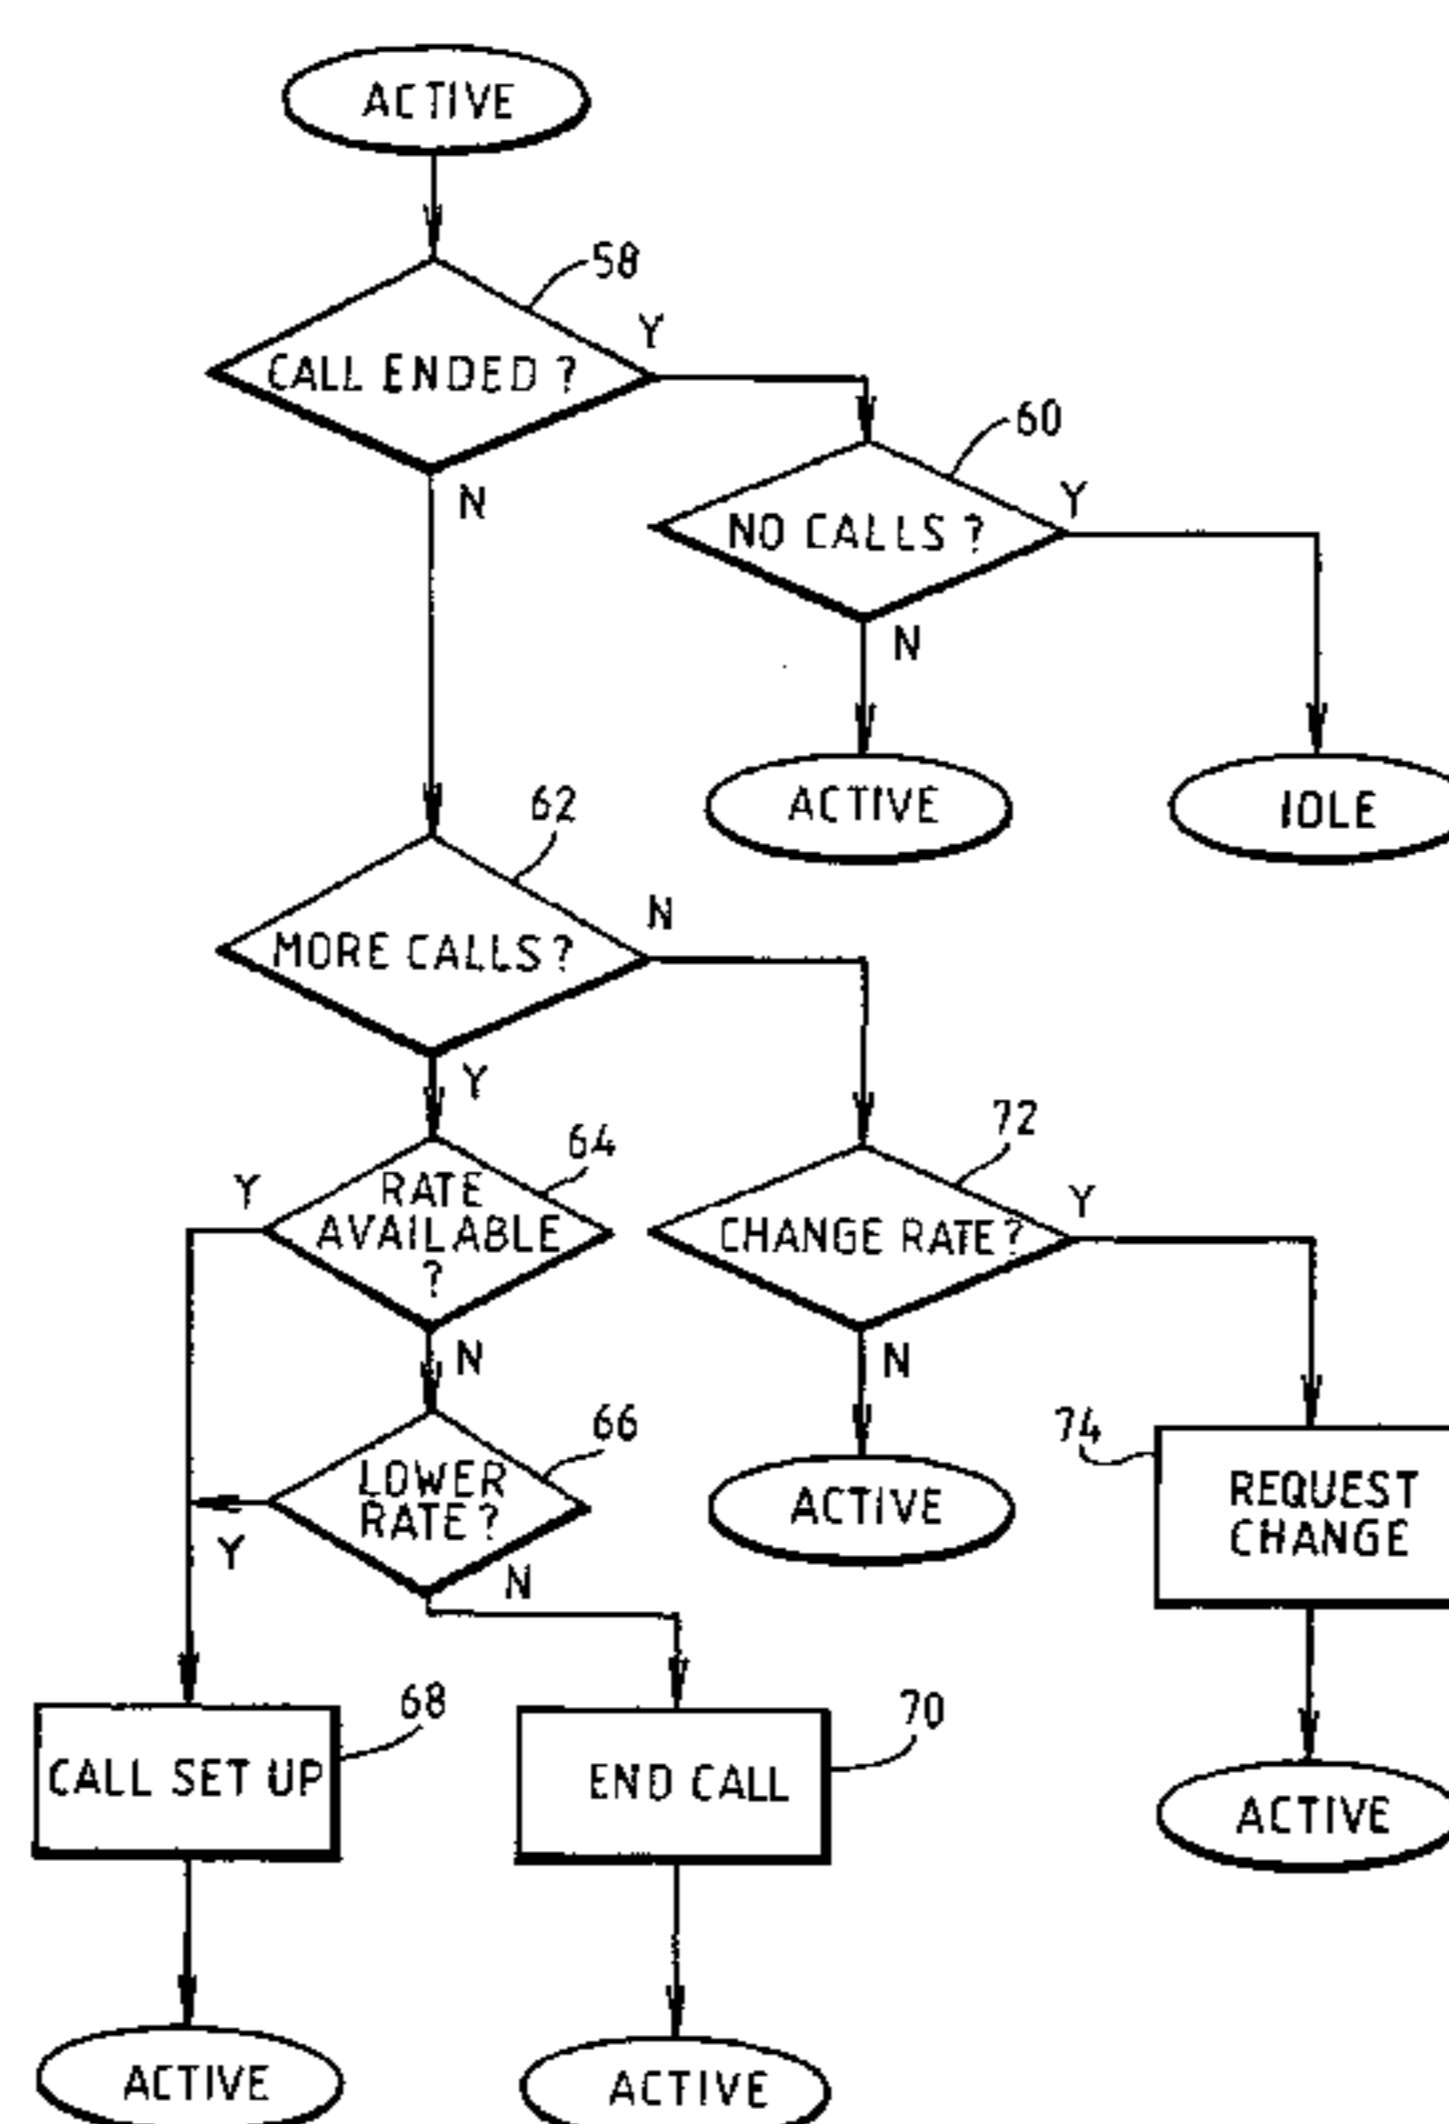 ACTIVE
58
Y
CALL ENDED ?
N
60
Y
NO CALLS ?
N
ACTIVE
IDLE
62
N
MORE CALLS ?
Y
64
Y
RATE
AVAILABLE
?
N
72
Y
CHANGE RATE ?
N
66
LOWER
RATE ?
Y
N
ACTIVE
74
REQUEST
CHANGE
68
CALL SET UP
70
END CALL
ACTIVE
ACTIVE
ACTIVE